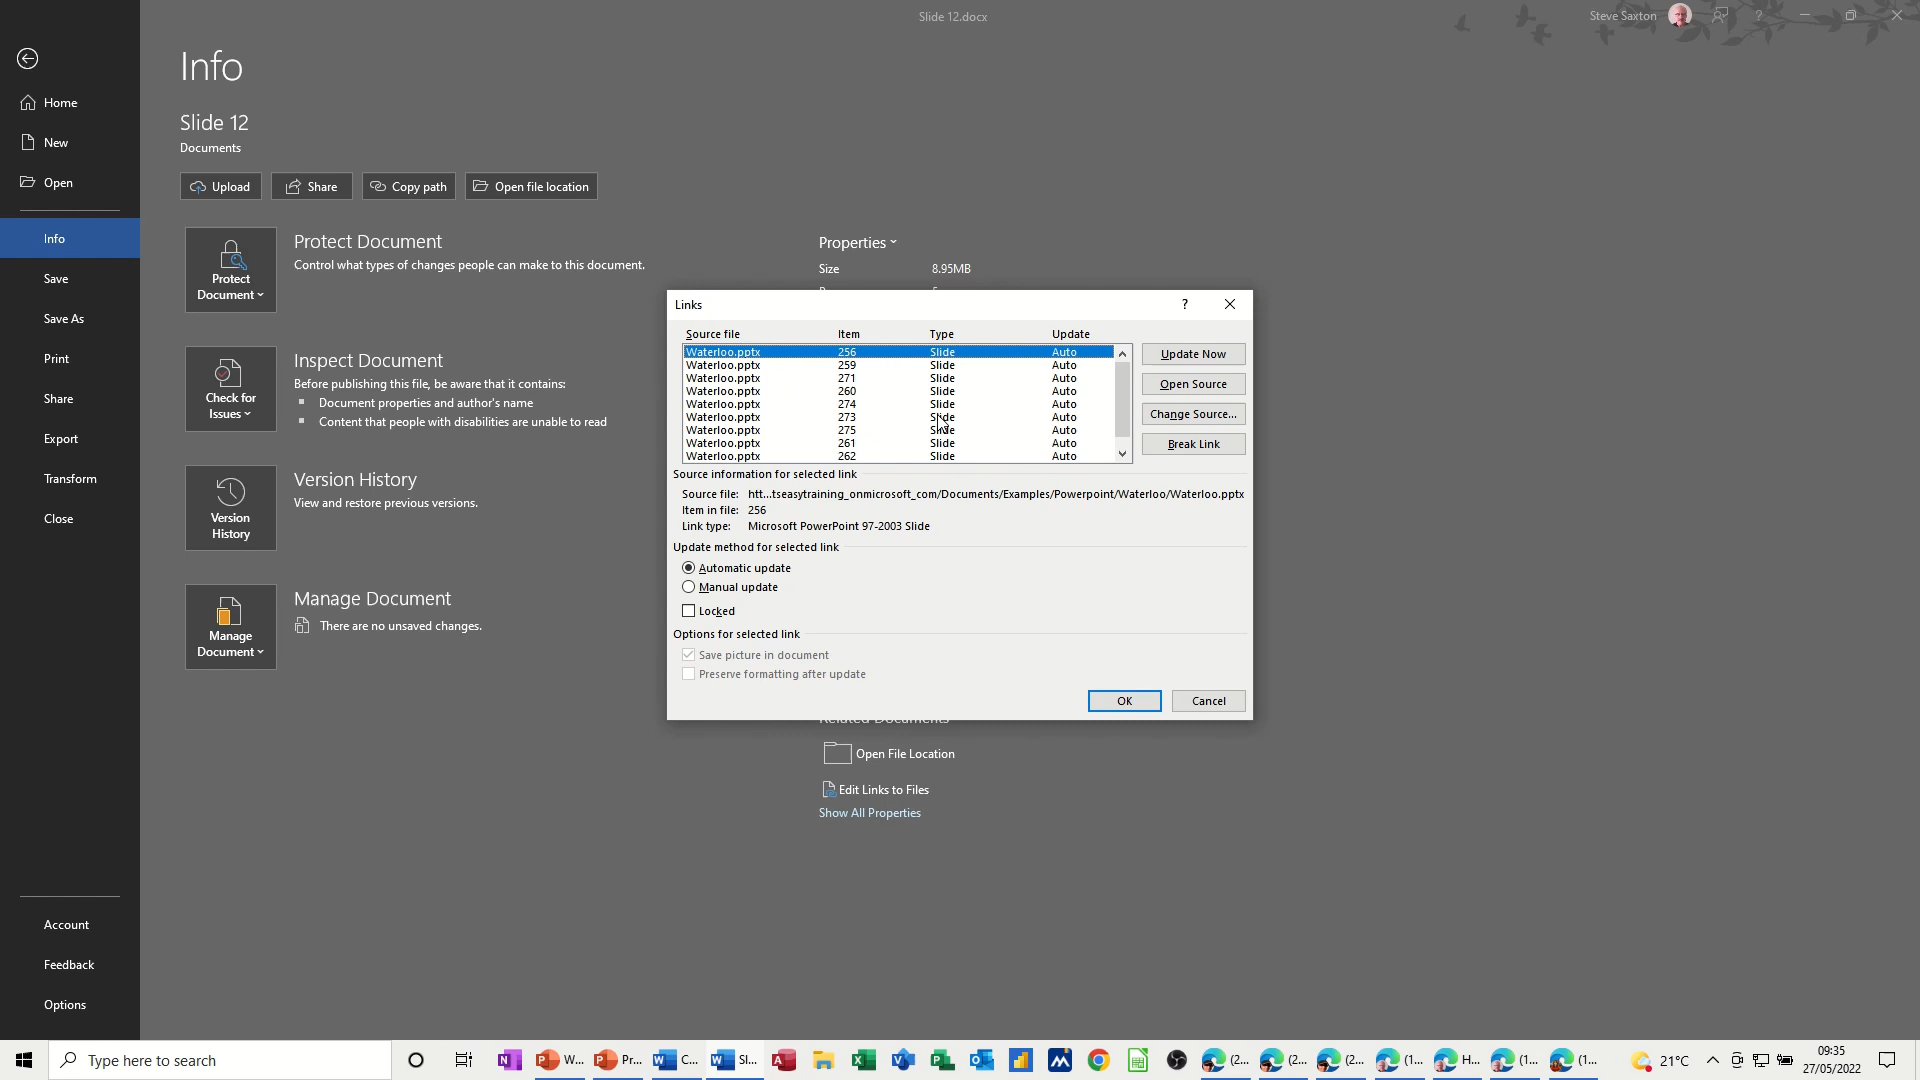 Slide 12.docx
Steve Saxton
?
Info
Home
New
Open
Info
Save
Save As
Print
Share
Export
Transform
Close
Account
Feedback
Options
Slide 12
Documents
Upload
Share
Copy path
Open file location
Protect Document
Protect Document
Control what types of changes people can make to this document.
Check for Issues
Inspect Document
Before publishing this file, be aware that it contains:
Document properties and author's name
Content that people with disabilities are unable to read
Version History
Version History
View and restore previous versions.
Manage Document
Manage Document
There are no unsaved changes.
Properties
Size 8.95MB
Links ?
Source file Item Type Update
Waterloo.pptx 256 Slide Auto
Waterloo.pptx 259 Slide Auto
Waterloo.pptx 271 Slide Auto
Waterloo.pptx 260 Slide Auto
Waterloo.pptx 274 Slide Auto
Waterloo.pptx 273 Slide Auto
Waterloo.pptx 275 Slide Auto
Waterloo.pptx 261 Slide Auto
Waterloo.pptx 262 Slide Auto
Update Now
Open Source
Change Source...
Break Link
Source information for selected link
Source file: htt...tseasytraining_onmicrosoft_com/Documents/Examples/Powerpoint/Waterloo/Waterloo.pptx
Item in file: 256
Link type: Microsoft PowerPoint 97-2003 Slide
Update method for selected link
Automatic update
Manual update
Locked
Options for selected link
Save picture in document
Preserve formatting after update
OK Cancel
Related Documents
Open File Location
Edit Links to Files
Show All Properties
Type here to search
W...
Pr...
C...
Sl...
(2...
(2...
(2...
(1...
H...
(1...
(1...
21°C
09:35
27/05/2022